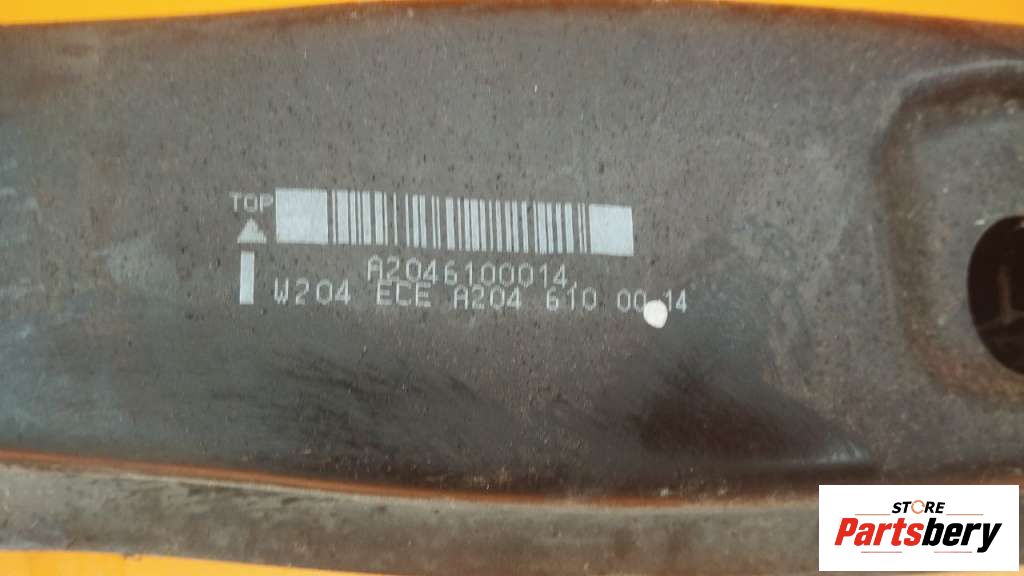 TOP
A2046100014
W204 ECE A204 610 00 14
STORE
Partsbery